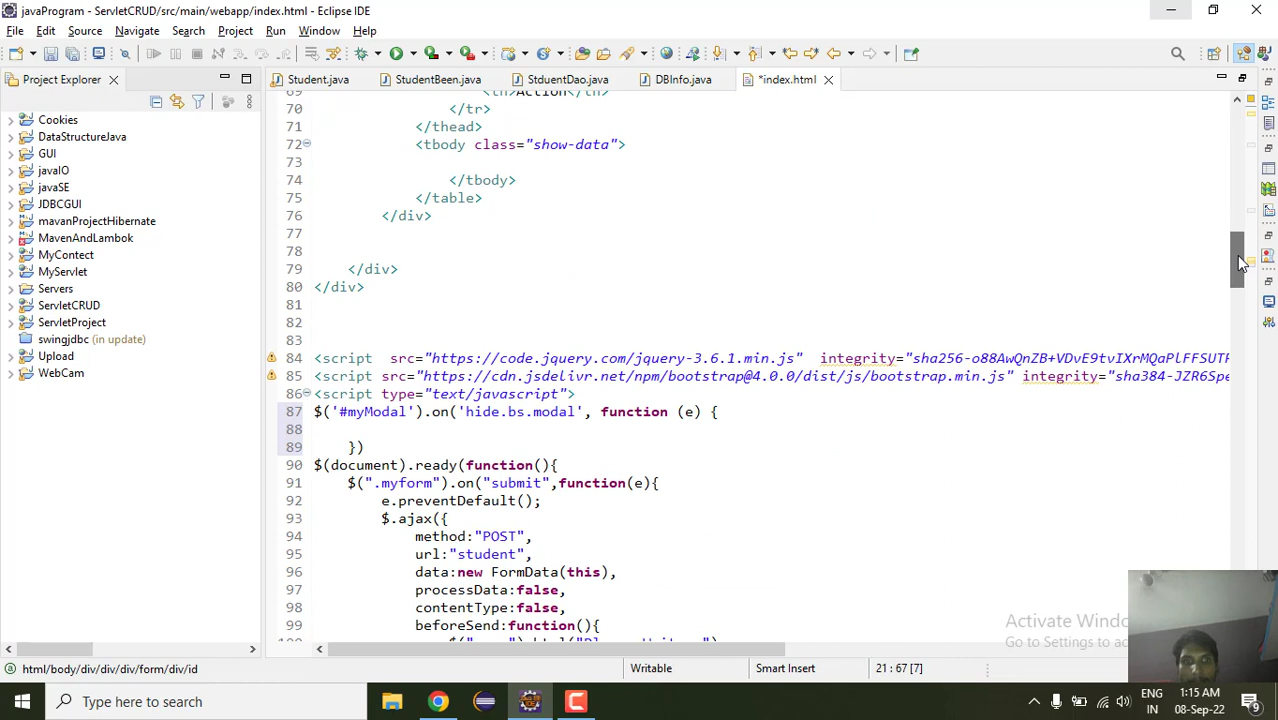 javaProgram - ServletCRUD/src/main/webapp/index.html - Eclipse IDE
File Edit Source Navigate Search Project Run Window Help
Project Explorer
Student.java StudentBeen.java StduentDao.java DBInfo.java *index.html
Cookies
DataStructureJava
GUI
javaIO
javaSE
JDBCGUI
mavanProjectHibernate
MavenAndLambok
MyContect
MyServlet
Servers
ServletCRUD
ServletProject
swingjdbc (in update)
Upload
WebCam
69 <th>Action</th>
70 </tr>
71 </thead>
72 <tbody class="show-data">
73
74 </tbody>
75 </table>
76 </div>
77
78
79 </div>
80 </div>
81
82
83
84 <script src="https://code.jquery.com/jquery-3.6.1.min.js" integrity="sha256-o88AwQnZB+VDvE9tvIXrMQaPlFFSUTR
85 <script src="https://cdn.jsdelivr.net/npm/bootstrap@4.0.0/dist/js/bootstrap.min.js" integrity="sha384-JZR6Spe
86 <script type="text/javascript">
87 $('#myModal').on('hide.bs.modal', function (e) {
88
89 })
90 $(document).ready(function(){
91 $(".myform").on("submit",function(e){
92 e.preventDefault();
93 $.ajax({
94 method:"POST",
95 url:"student",
96 data:new FormData(this),
97 processData:false,
98 contentType:false,
99 beforeSend:function(){
Activate Windo
Go to Settings to ac
html/body/div/div/div/form/div/id Writable Smart Insert 21 : 67 [7]
Type here to search
ENG
IN
1:15 AM
08-Sep-22
9